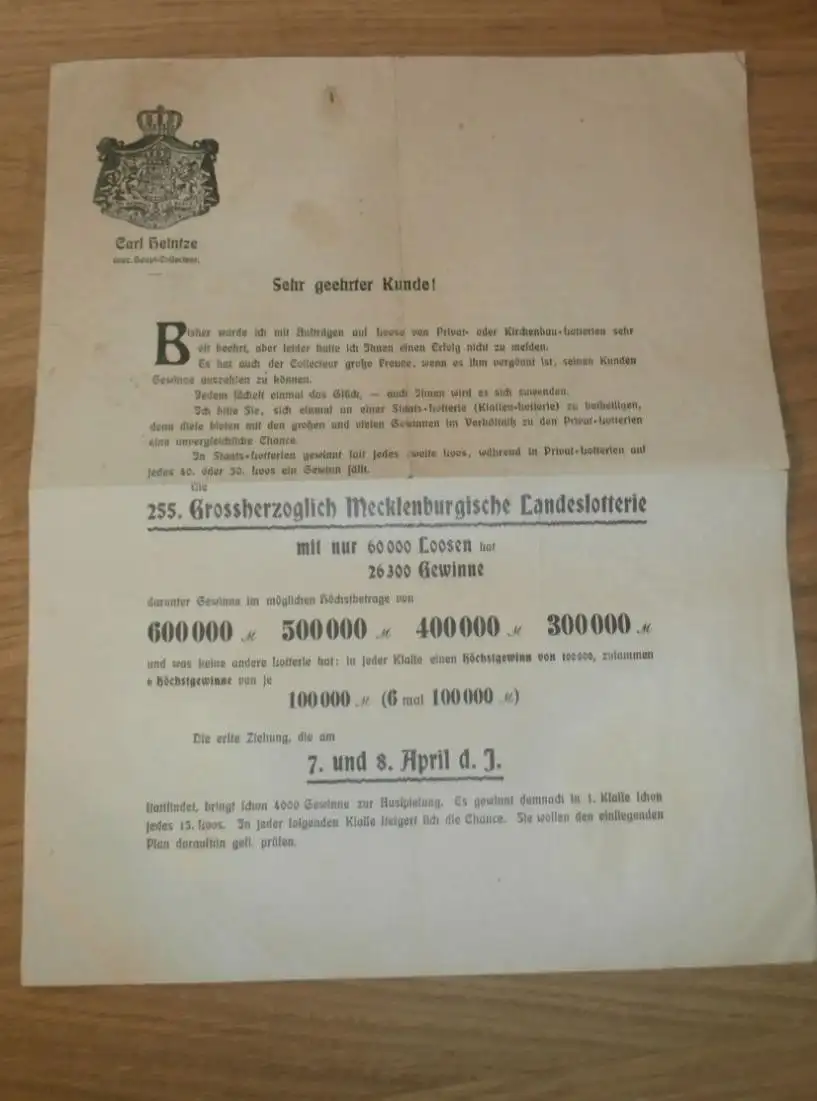 Carl Heintze
conc. Haupt-Collecteur.
Sehr geehrter Kunde!
Bisher wurde ich mit Aufträgen auf Loose von Privat- oder Kirchenbau-Lotterien sehr
oft beehrt, aber leider hatte ich Ihnen einen Erfolg nicht zu melden.
Es hat auch der Collecteur große Freude, wenn es ihm vergönnt ist, seinen Kunden
Gewinne auszahlen zu können.
Jedem lächelt einmal das Glück, — auch Ihnen wird es sich zuwenden.
Ich bitte Sie, sich einmal an einer Staats-Lotterie (Klassen-Lotterie) zu beteiligen,
denn diese bieten mit den großen und vielen Gewinnen im Verhältniß zu den Privat-Lotterien
eine unvergleichliche Chance.
In Staats-Lotterien gewinnt fast jedes zweite Loos, während in Privat-Lotterien auf
jedes 40. oder 50. Loos ein Gewinn fällt.
Die
255. Grossherzoglich Mecklenburgische Landeslotterie
mit nur 60000 Loosen hat
26300 Gewinne
darunter Gewinne im möglichen Höchstbetrage von
600000 M 500000 M 400000 M 300000 M
und was keine andere Lotterie hat: in jeder Klasse einen Höchstgewinn von 100000, zusammen
6 Höchstgewinne von je
100000 M (6 mal 100000 M)
Die erste Ziehung, die am
7. und 8. April d. J.
stattfindet, bringt schon 4000 Gewinne zur Ausspielung. Es gewinnt demnach in 1. Klasse schon
jedes 15. Loos. In jeder folgenden Klasse steigert sich die Chance. Sie wollen den einliegenden
Plan daraufhin gefl. prüfen.